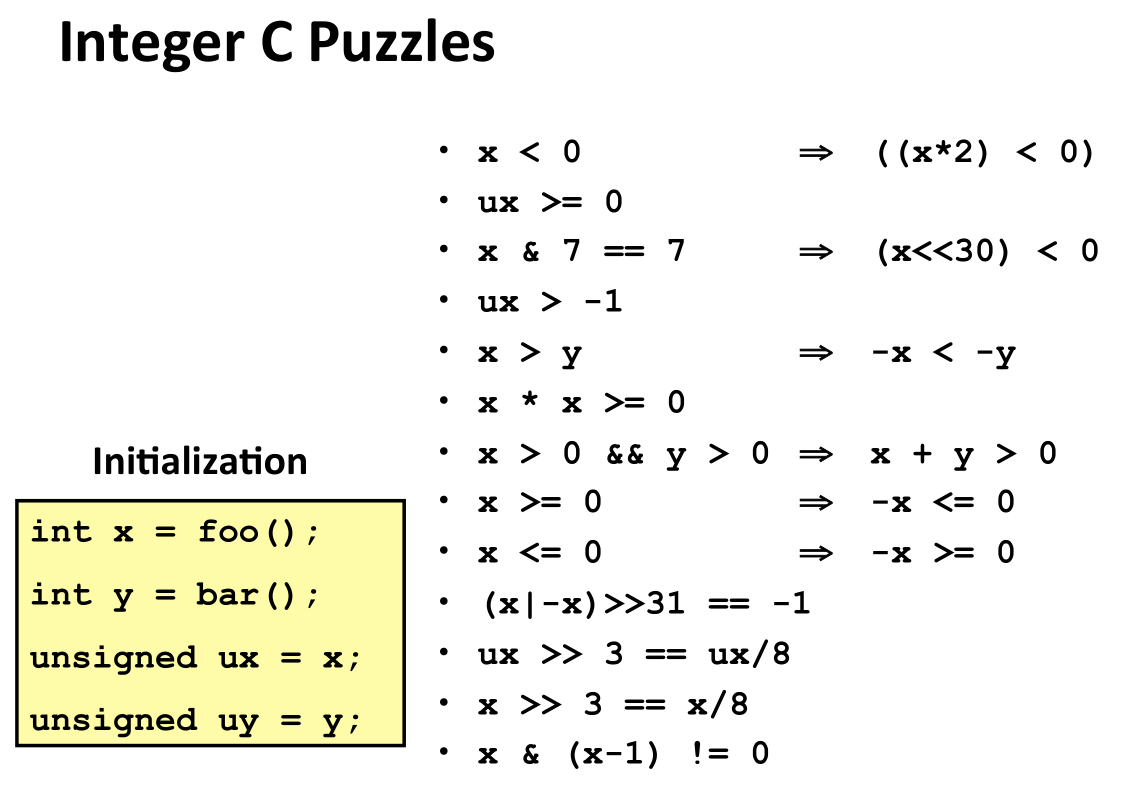 Integer C Puzzles
• x < 0 ⇒ ((x*2) < 0)
• ux >= 0
• x & 7 == 7 ⇒ (x<<30) < 0
• ux > -1
• x > y ⇒ -x < -y
• x * x >= 0
• x > 0 && y > 0 ⇒ x + y > 0
• x >= 0 ⇒ -x <= 0
• x <= 0 ⇒ -x >= 0
• (x|-x)>>31 == -1
• ux >> 3 == ux/8
• x >> 3 == x/8
• x & (x-1) != 0
Initialization
int x = foo();
int y = bar();
unsigned ux = x;
unsigned uy = y;